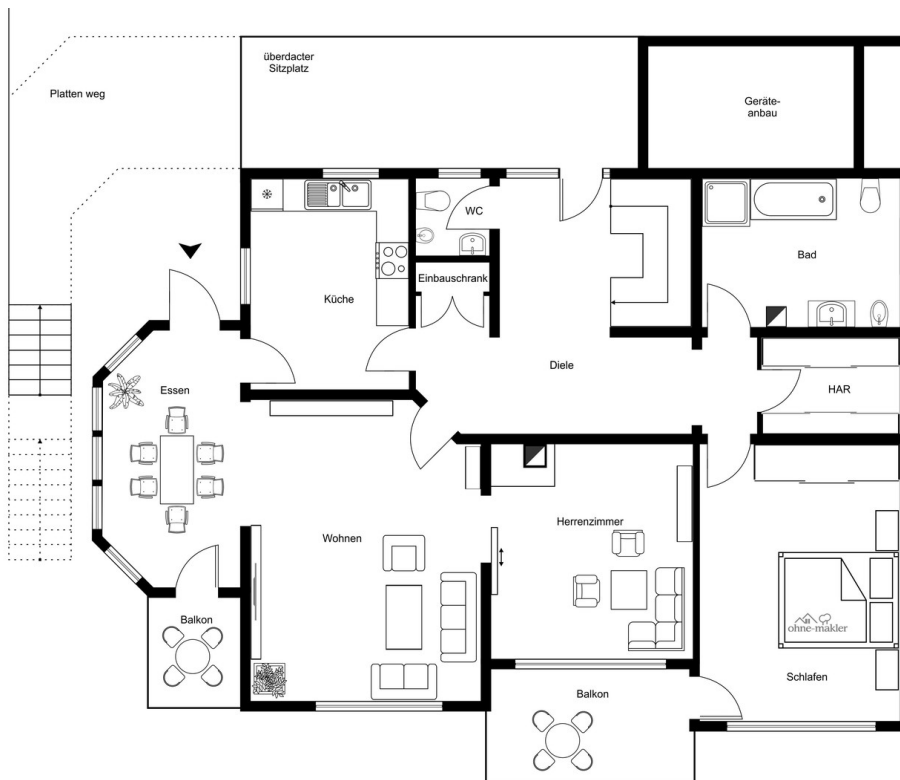 überdacter
Sitzplatz
Platten weg
Geräte-
anbau
WC
Bad
Einbauschrank
Küche
Diele
HAR
Essen
Wohnen
Herrenzimmer
Balkon
ohne-makler
Schlafen
Balkon